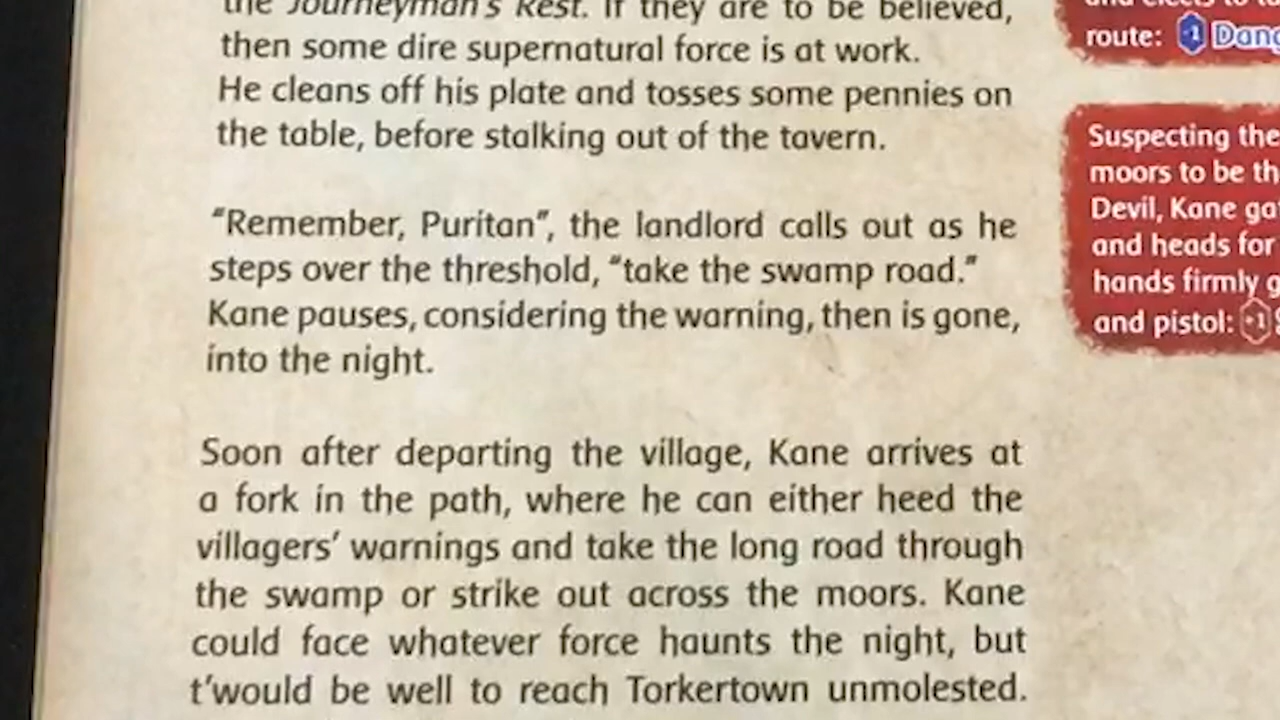 the Journeyman's Rest. If they are to be believed,
then some dire supernatural force is at work.
He cleans off his plate and tosses some pennies on
the table, before stalking out of the tavern.
“Remember, Puritan”, the landlord calls out as he
steps over the threshold, “take the swamp road.”
Kane pauses, considering the warning, then is gone,
into the night.
Soon after departing the village, Kane arrives at
a fork in the path, where he can either heed the
villagers’ warnings and take the long road through
the swamp or strike out across the moors. Kane
could face whatever force haunts the night, but
t’would be well to reach Torkertown unmolested.
route: -1
Suspecting the
moors to be
Devil, Kane
and heads for
hands firmly
and pistol: +1